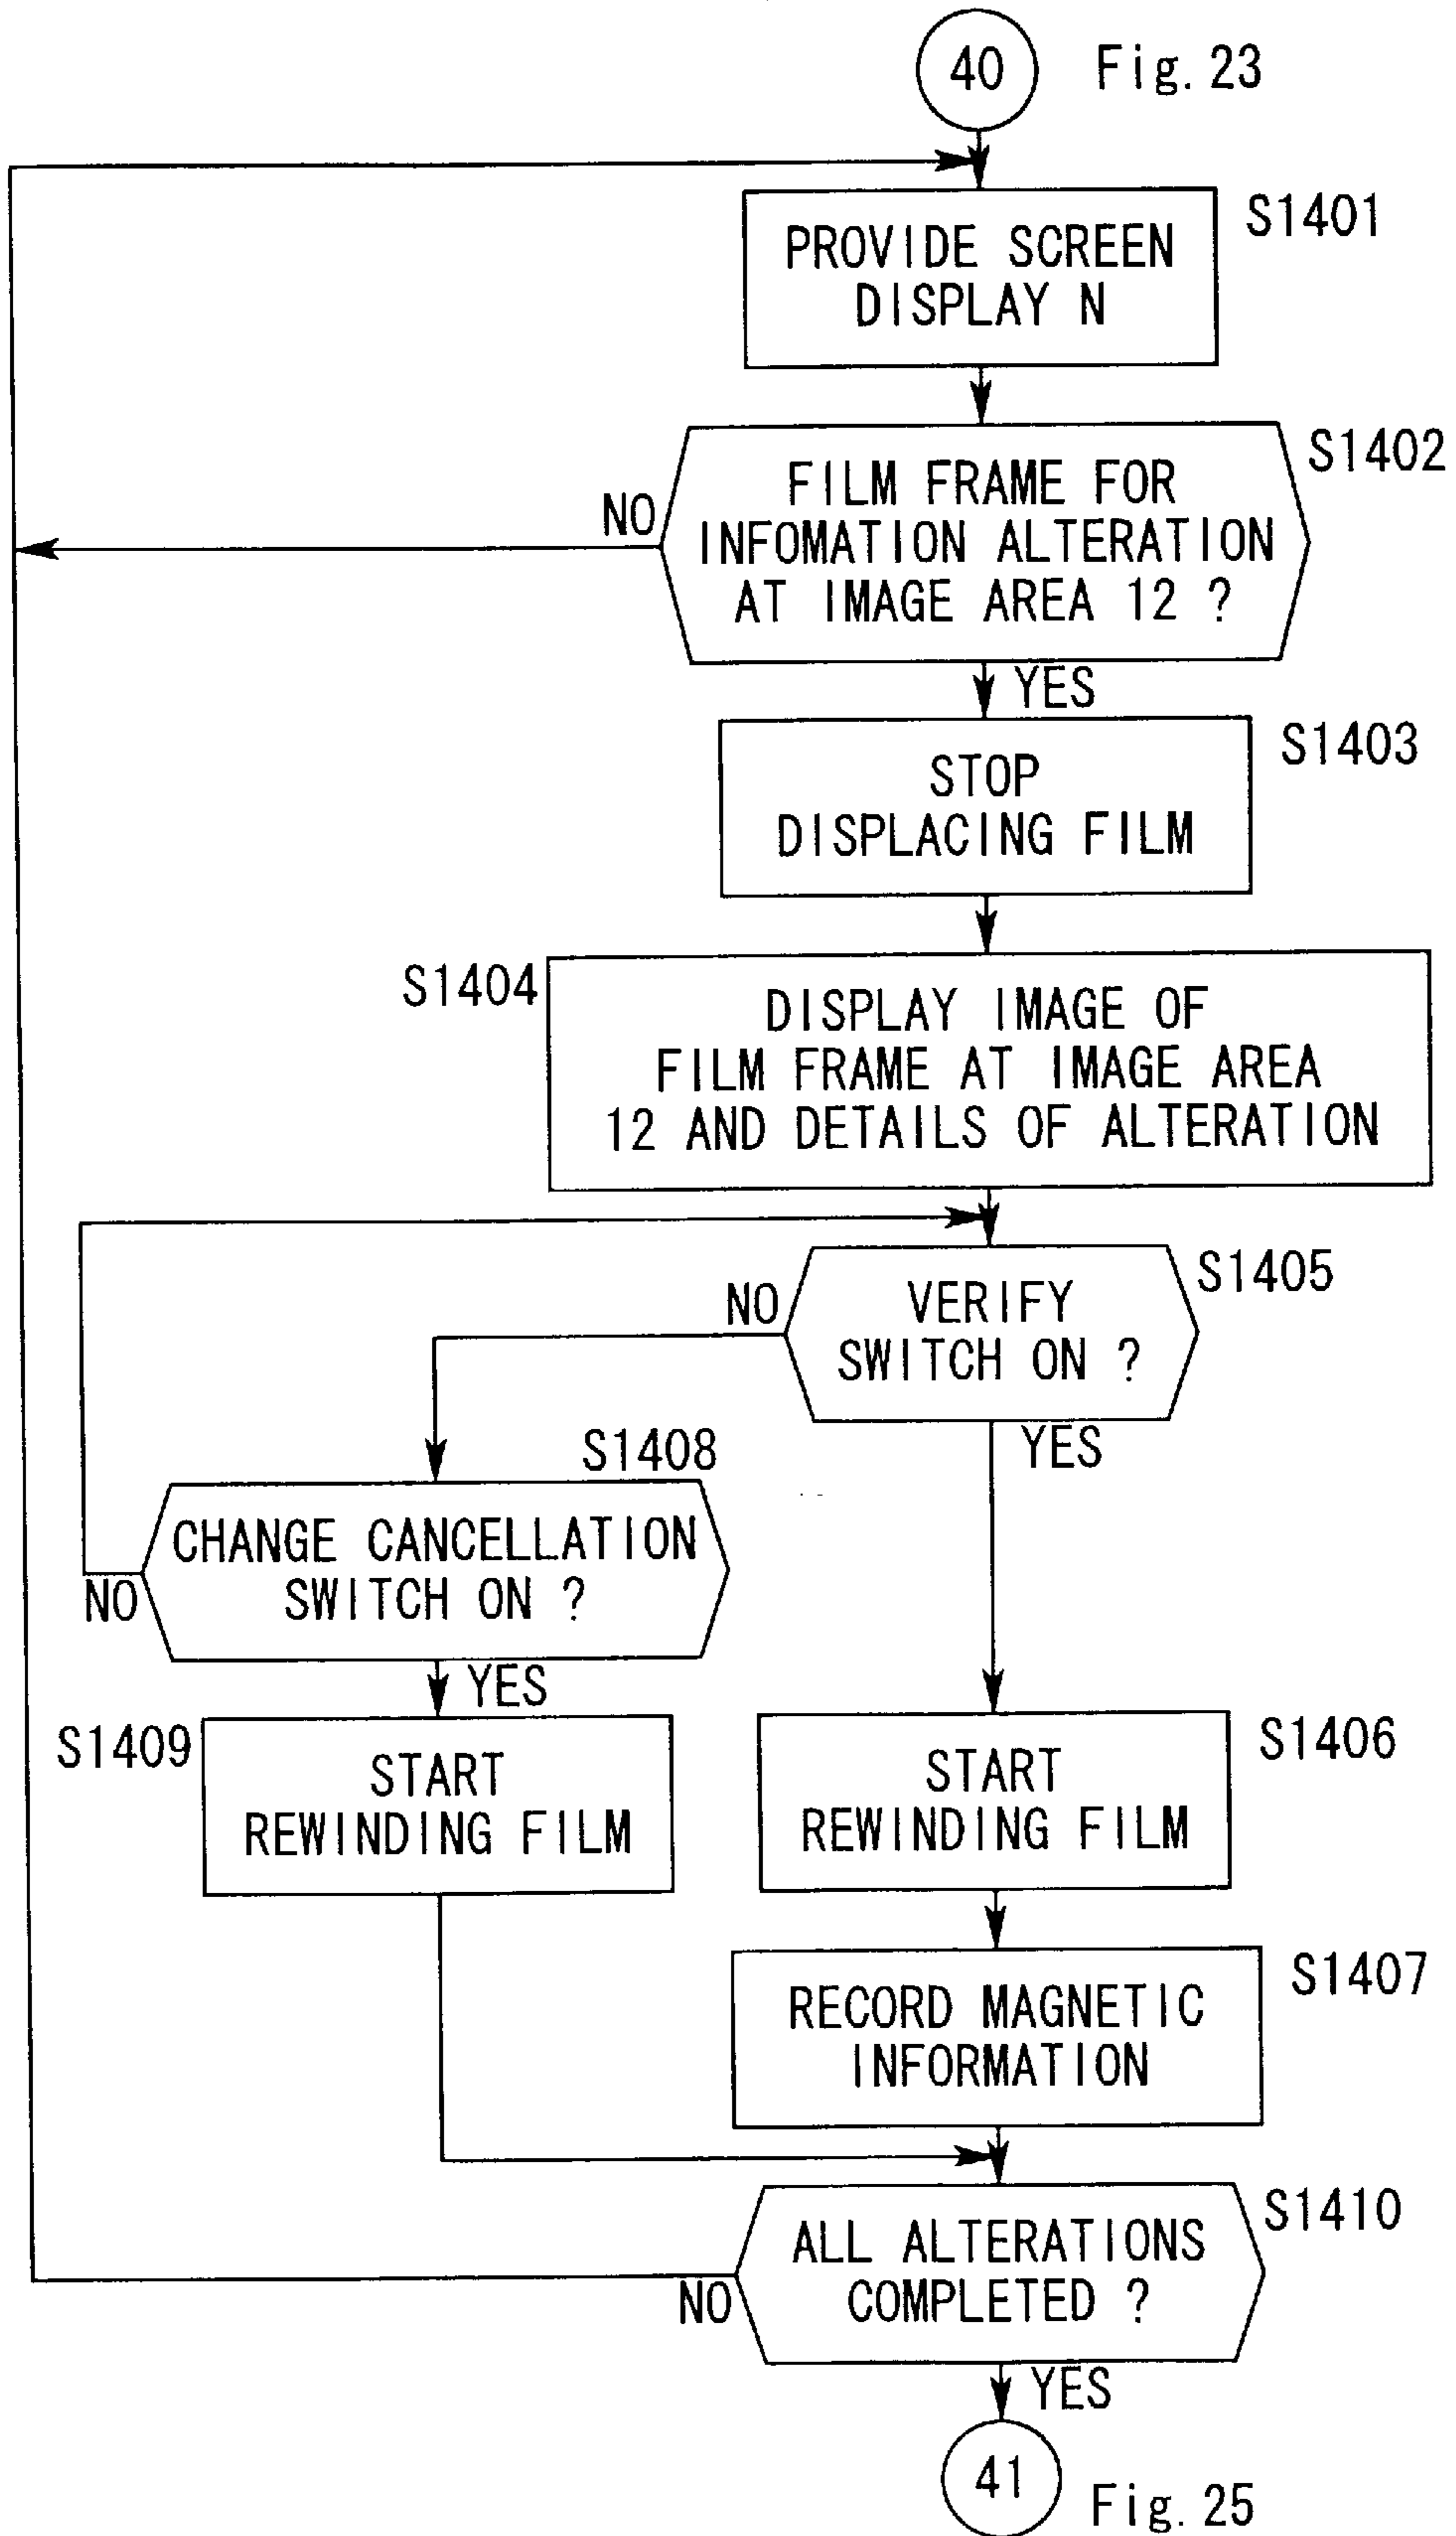 40 Fig. 23
S1401
PROVIDE SCREEN
DISPLAY N
S1402
FILM FRAME FOR
INFOMATION ALTERATION
AT IMAGE AREA 12 ?
NO
YES
S1403
STOP
DISPLACING FILM
S1404
DISPLAY IMAGE OF
FILM FRAME AT IMAGE AREA
12 AND DETAILS OF ALTERATION
S1405
VERIFY
SWITCH ON ?
NO
YES
S1408
CHANGE CANCELLATION
SWITCH ON ?
NO
YES
S1409
START
REWINDING FILM
S1406
START
REWINDING FILM
S1407
RECORD MAGNETIC
INFORMATION
S1410
ALL ALTERATIONS
COMPLETED ?
NO
YES
41
Fig. 25